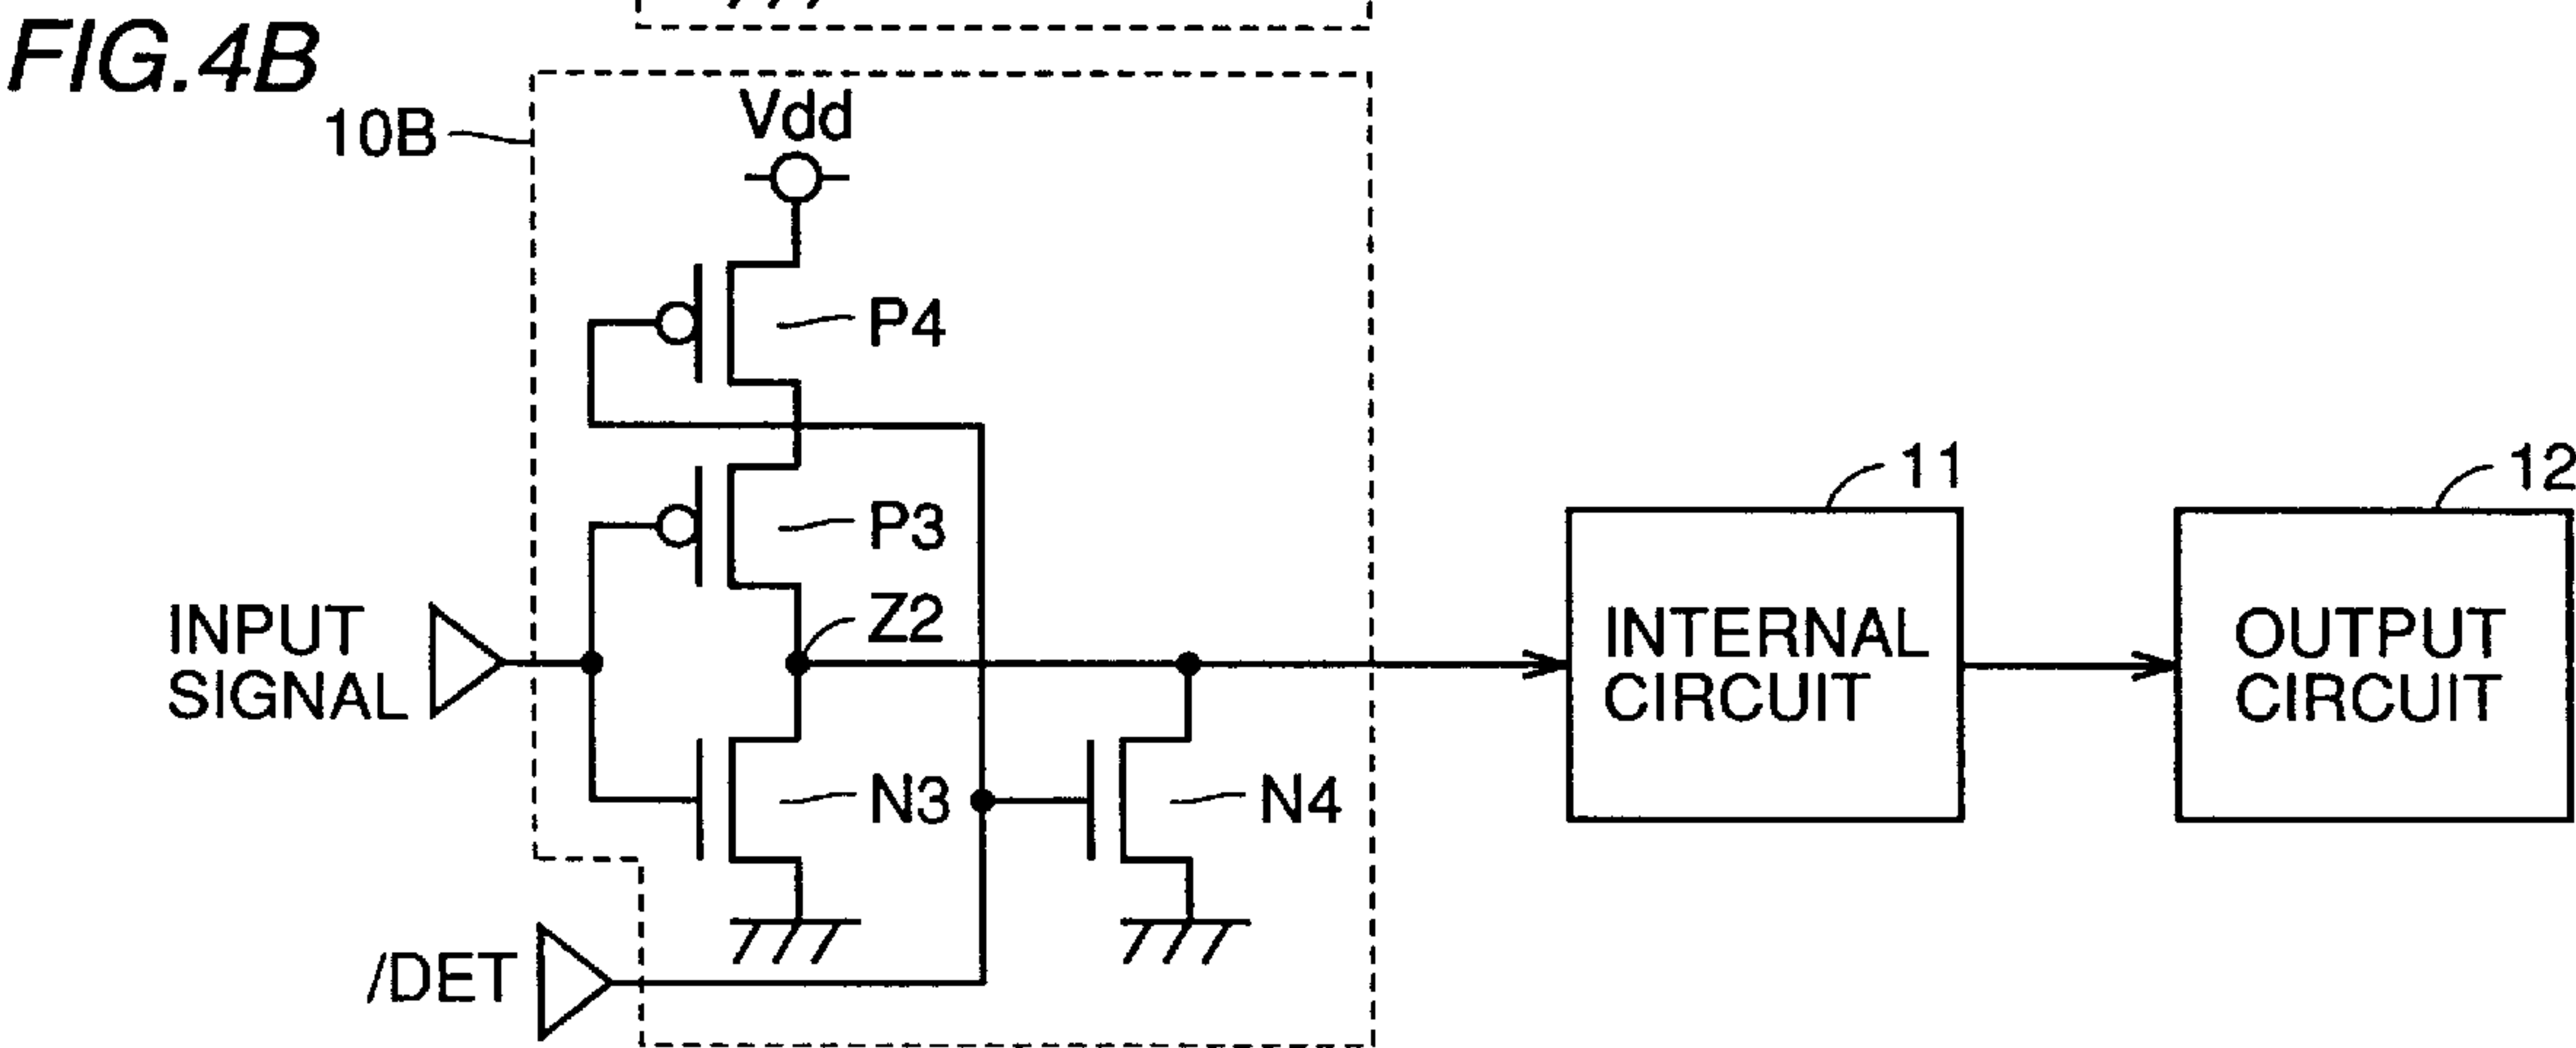 FIG.4B
10B
Vdd
P4
P3
Z2
INPUT
SIGNAL
N3
N4
/DET
11
INTERNAL
CIRCUIT
12
OUTPUT
CIRCUIT